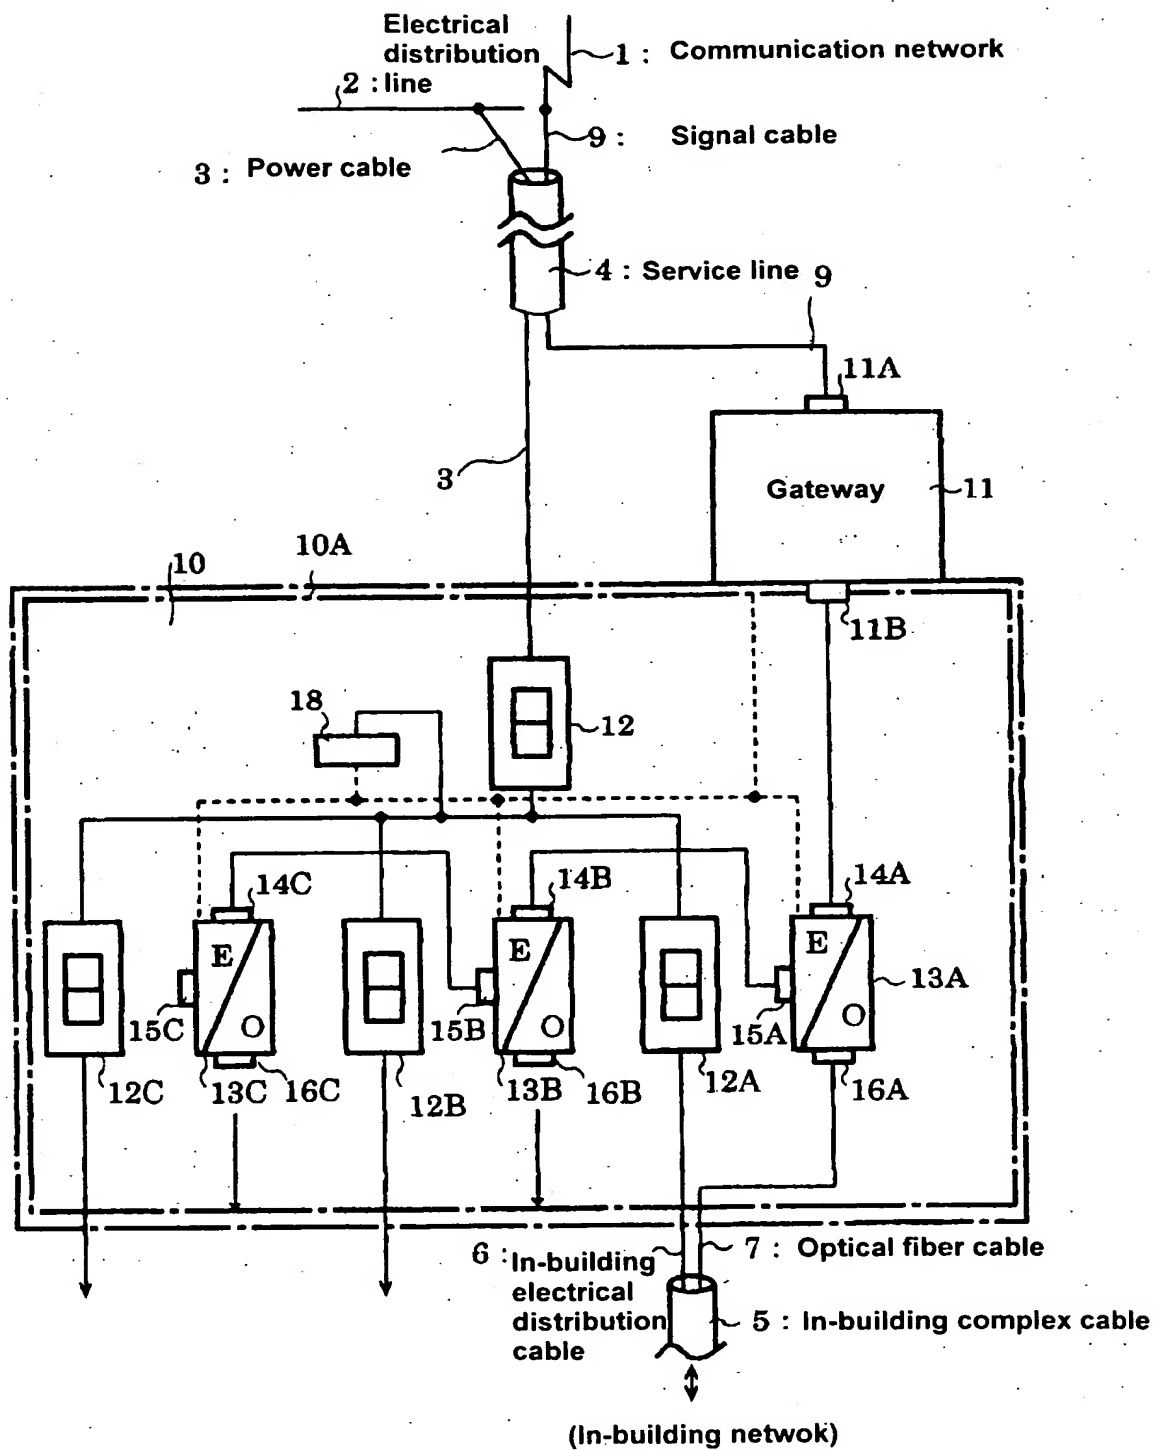 Electrical
distribution
2 : line
1 : Communication network
9 : Signal cable
3 : Power cable
4 : Service line
9
11A
3
Gateway
11
10
10A
11B
18
12
14C
14B
14A
E
E
E
13A
15C
O
15B
O
15A
O
12C
13C
16C
12B
13B
16B
12A
16A
6 : In-building
electrical
distribution
cable
7 : Optical fiber cable
5 : In-building complex cable
(In-building netwok)